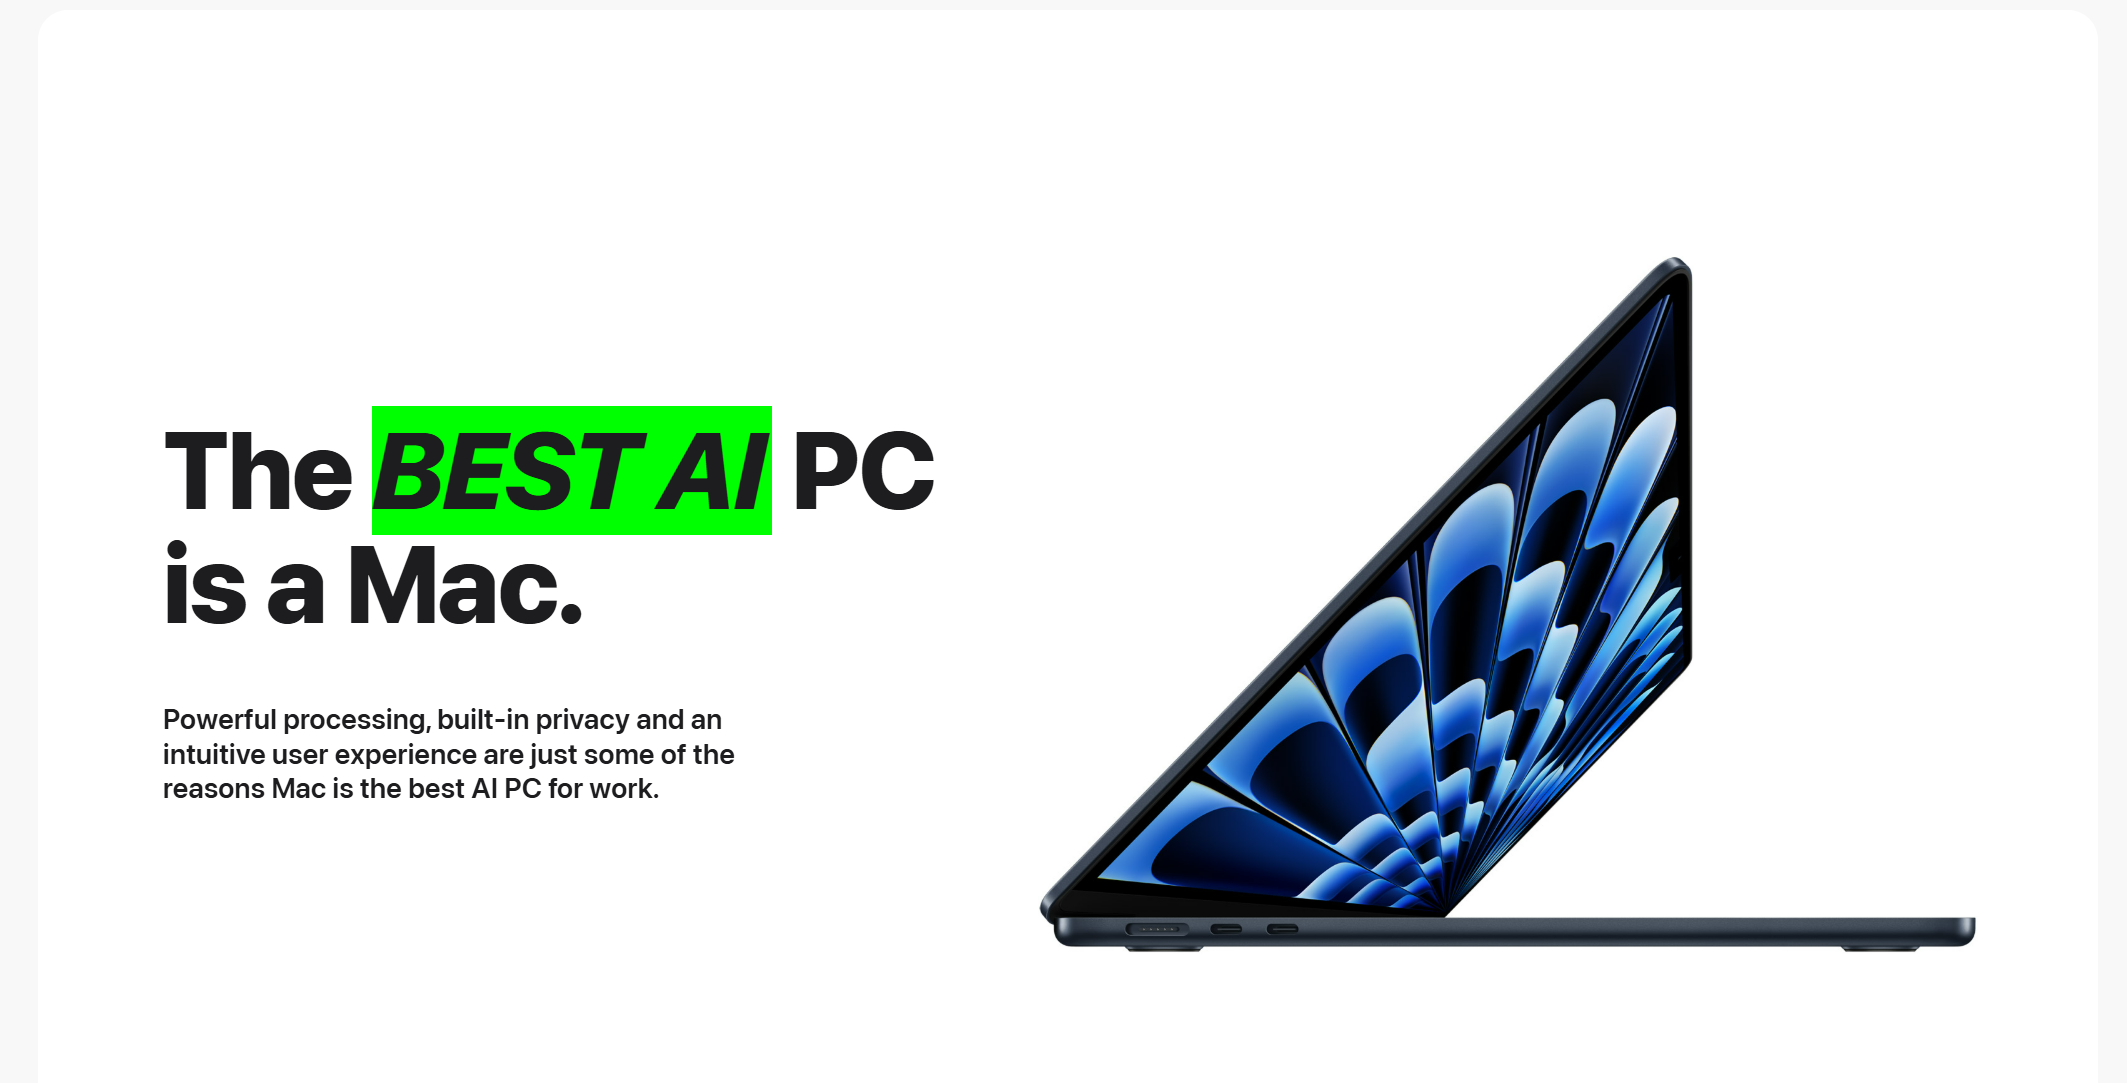 The BEST AI PC
is a Mac.
Powerful processing, built-in privacy and an
intuitive user experience are just some of the
reasons Mac is the best AI PC for work.